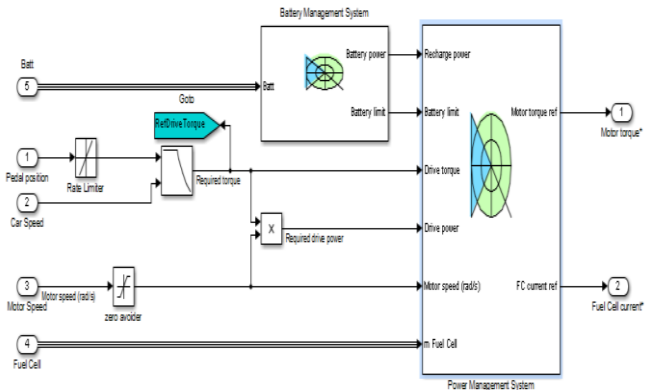 Battery Management System
Batt
5
Batt
Battery power
Battery limit
Goto
RefDriveTorque
1
Pedal position
Rate Limiter
2
Car Speed
Required torque
X
Required drive power
3
Motor Speed
Motor speed (rad/s)
zero avoider
4
Fuel Cell
Recharge power
Battery limit
Drive torque
Drive power
Motor speed (rad/s)
m Fuel Cell
Motor torque ref
FC current ref
1
Motor torque*
2
Fuel Cell current*
Power Management System